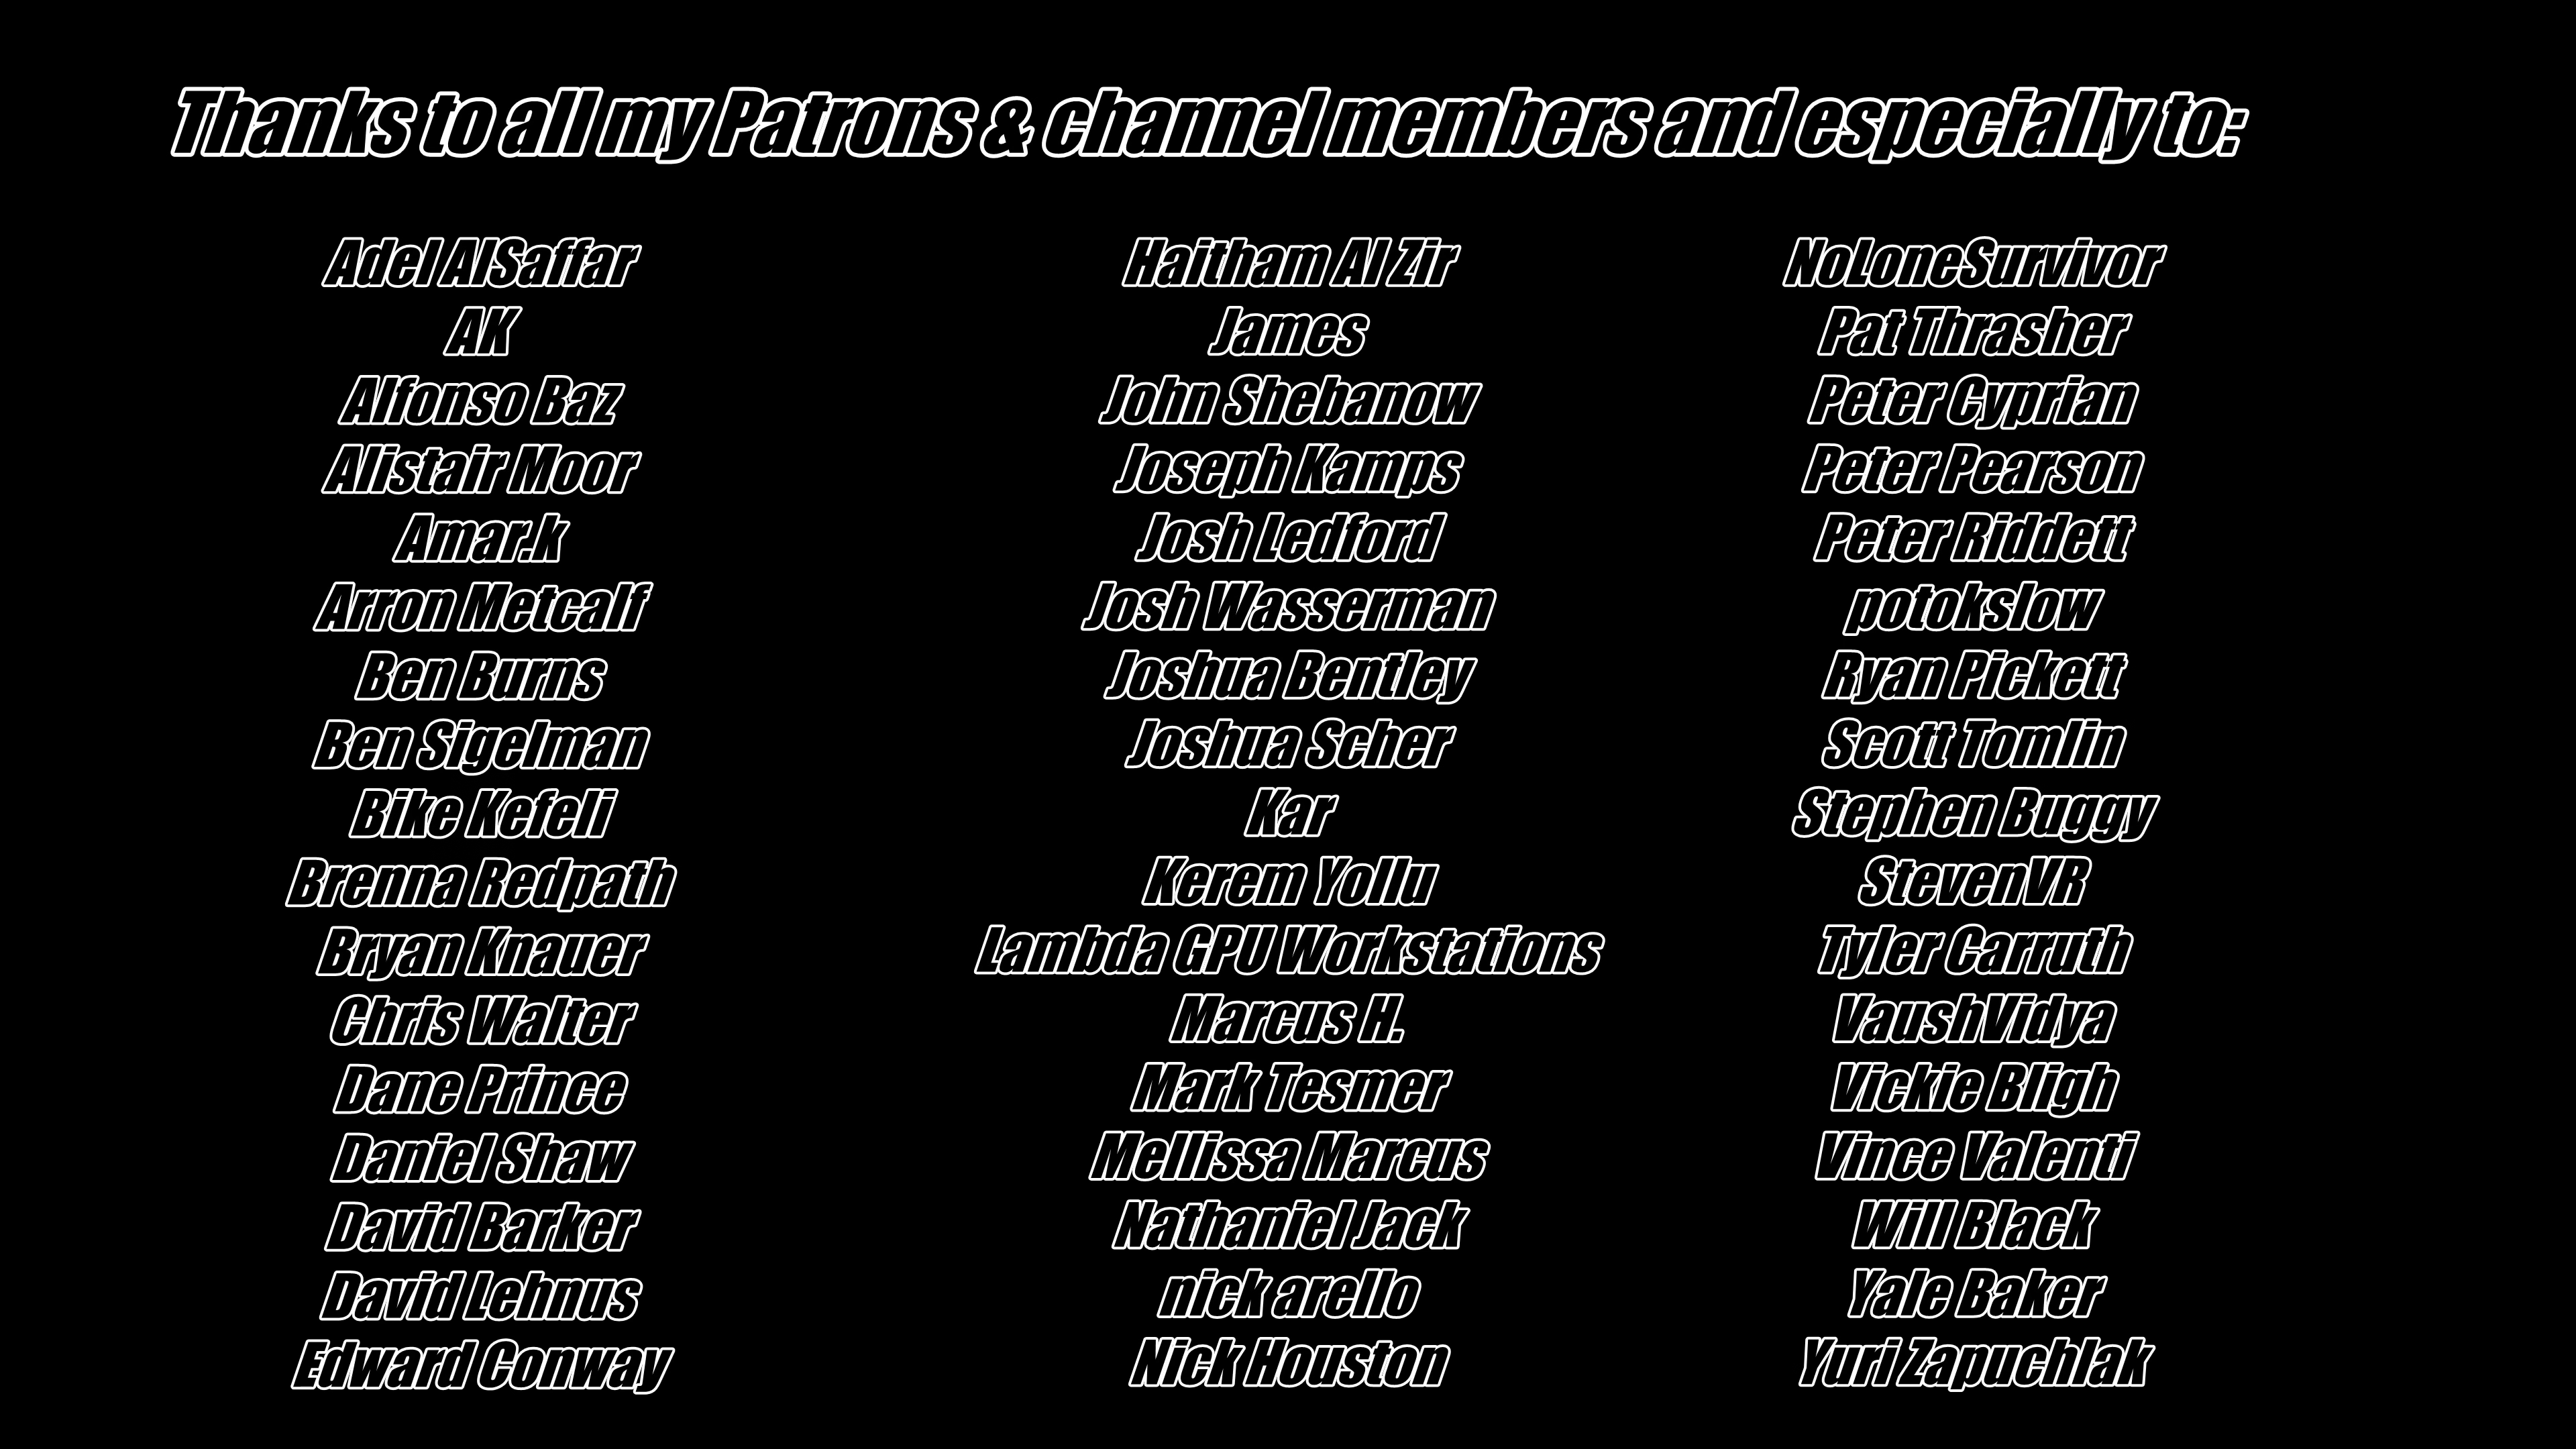 Thanks to all my Patrons & channel members and especially to:
Adel AlSaffar
AK
Alfonso Baz
Alistair Moor
Amar.k
Arron Metcalf
Ben Burns
Ben Sigelman
Bike Kefeli
Brenna Redpath
Bryan Knauer
Chris Walter
Dane Prince
Daniel Shaw
David Barker
David Lehnus
Edward Conway
Haitham Al Zir
James
John Shebanow
Joseph Kamps
Josh Ledford
Josh Wasserman
Joshua Bentley
Joshua Scher
Kar
Kerem Yollu
Lambda GPU Workstations
Marcus H.
Mark Tesmer
Mellissa Marcus
Nathaniel Jack
nick arello
Nick Houston
NoLoneSurvivor
Pat Thrasher
Peter Cyprian
Peter Pearson
Peter Riddett
potokslow
Ryan Pickett
Scott Tomlin
Stephen Buggy
StevenVR
Tyler Carruth
VaushVidya
Vickie Bligh
Vince Valenti
Will Black
Yale Baker
Yuri Zapuchlak